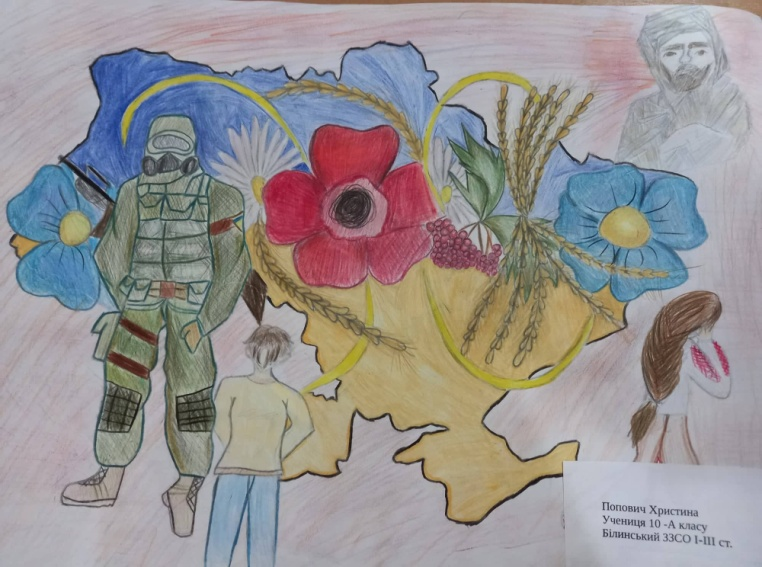 Попович Христина
Учениця 10 -А класу
Білинський ЗЗСО І-ІІІ ст.